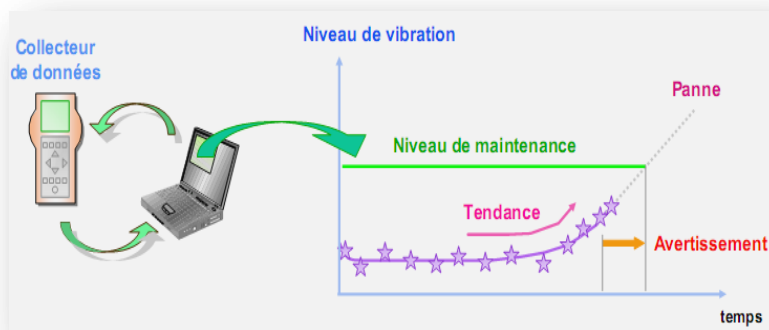 Collecteur
de données
Niveau de vibration
Panne
Niveau de maintenance
Tendance
Avertissement
temps